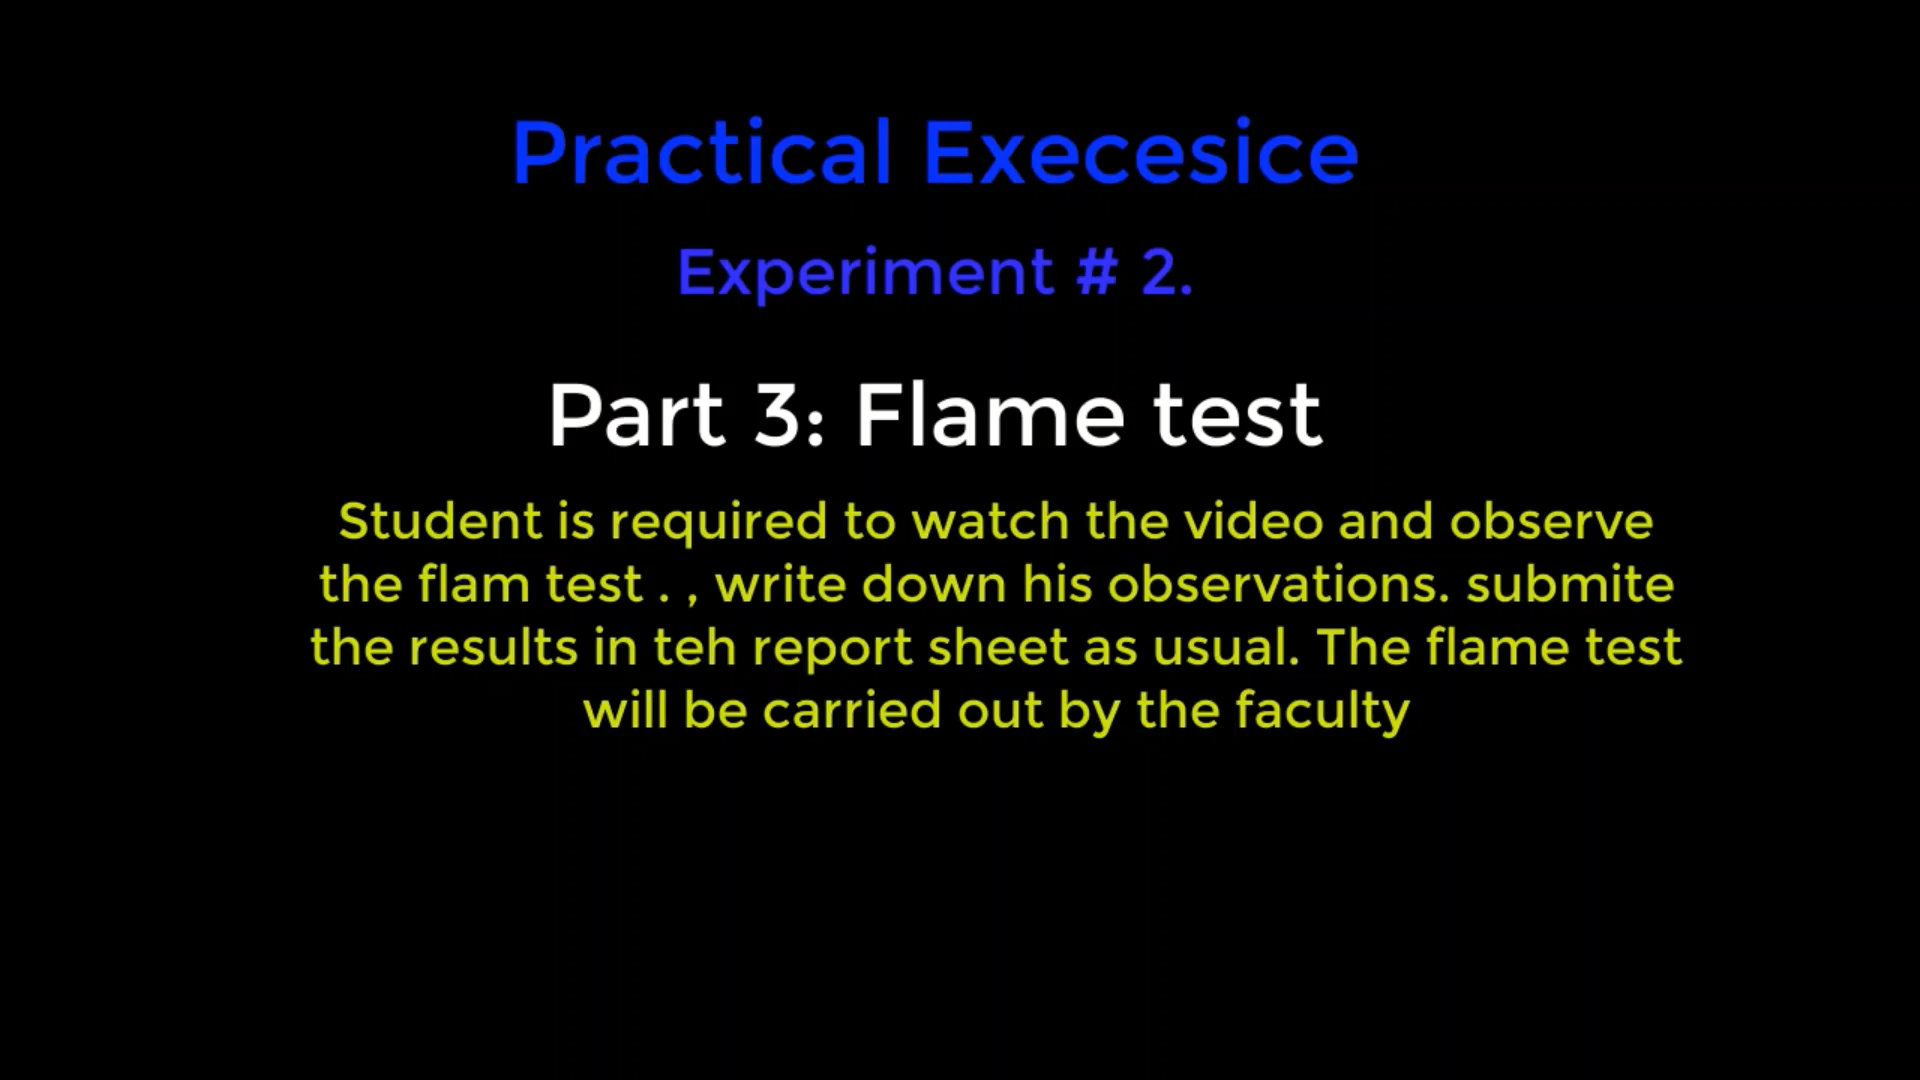 Practical Execesice
Experiment # 2.
Part 3: Flame test
Student is required to watch the video and observe
the flam test . , write down his observations. submite
the results in teh report sheet as usual. The flame test
will be carried out by the faculty